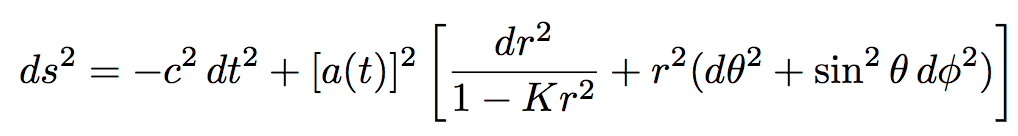 ds² = −c² dt² + [a(t)]² [ dr² / (1 − Kr²) + r²(dθ² + sin² θ dϕ²) ]